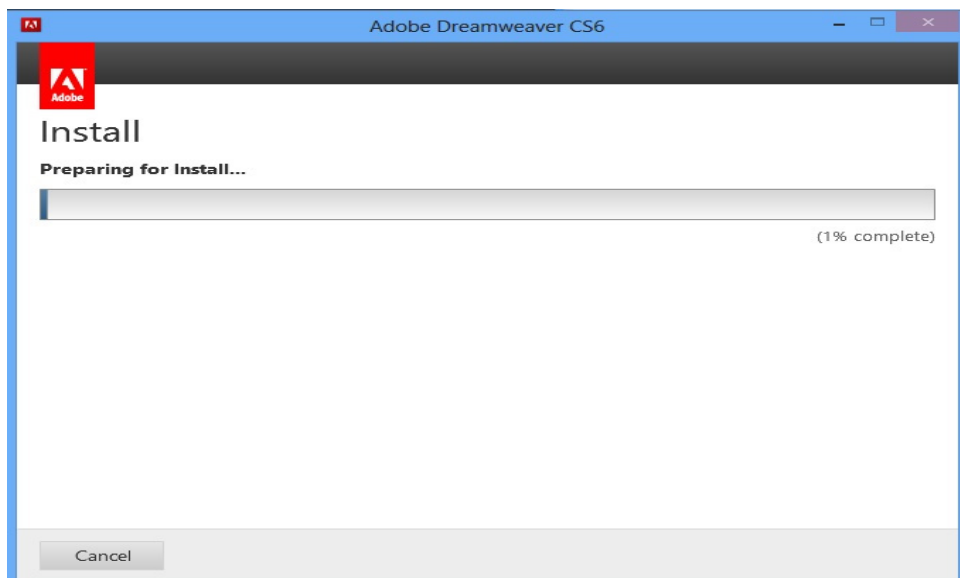 Adobe Dreamweaver CS6
Adobe
Install
Preparing for Install...
(1% complete)
Cancel